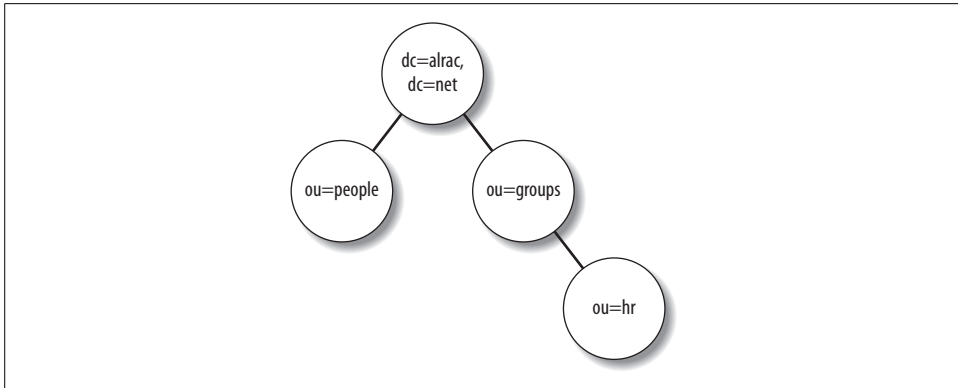 dc=alrac,
dc=net
ou=people
ou=groups
ou=hr